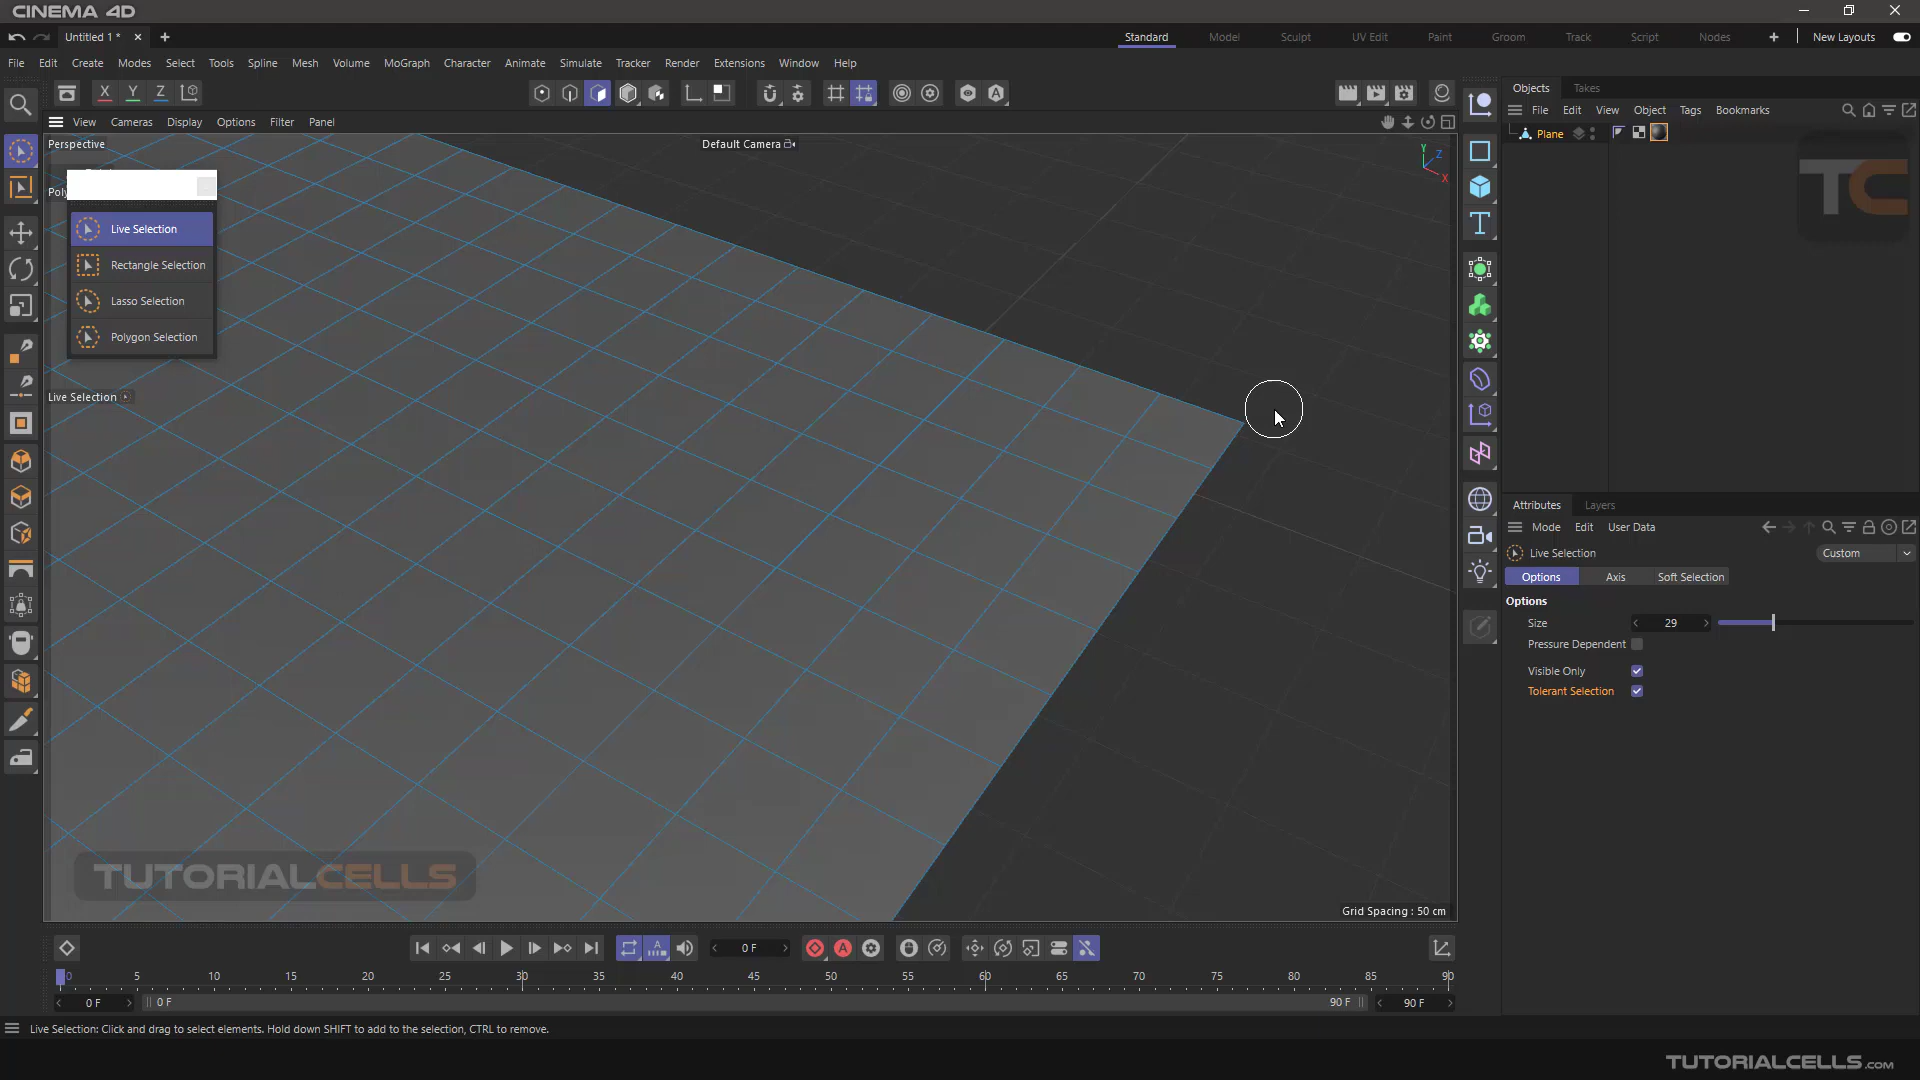 CINEMA 4D
Untitled 1 *
Standard Model Sculpt UV Edit Paint Groom Track Script Nodes New Layouts
File Edit Create Modes Select Tools Spline Mesh Volume MoGraph Character Animate Simulate Tracker Render Extensions Window Help
X Y Z
View Cameras Display Options Filter Panel
Perspective
Default Camera
Poly
Live Selection
Rectangle Selection
Lasso Selection
Polygon Selection
Live Selection
Y
Z
X
Grid Spacing : 50 cm
TUTORIALCELLS
Objects Takes
File Edit View Object Tags Bookmarks
Plane
TC
Attributes Layers
Mode Edit User Data
Live Selection Custom
Options Axis Soft Selection
Options
Size 29
Pressure Dependent
Visible Only
Tolerant Selection
0 F
0 5 10 15 20 25 30 35 40 45 50 55 60 65 70 75 80 85 90
0 F 0 F 90 F 90 F
Live Selection: Click and drag to select elements. Hold down SHIFT to add to the selection, CTRL to remove.
TUTORIALCELLS.com